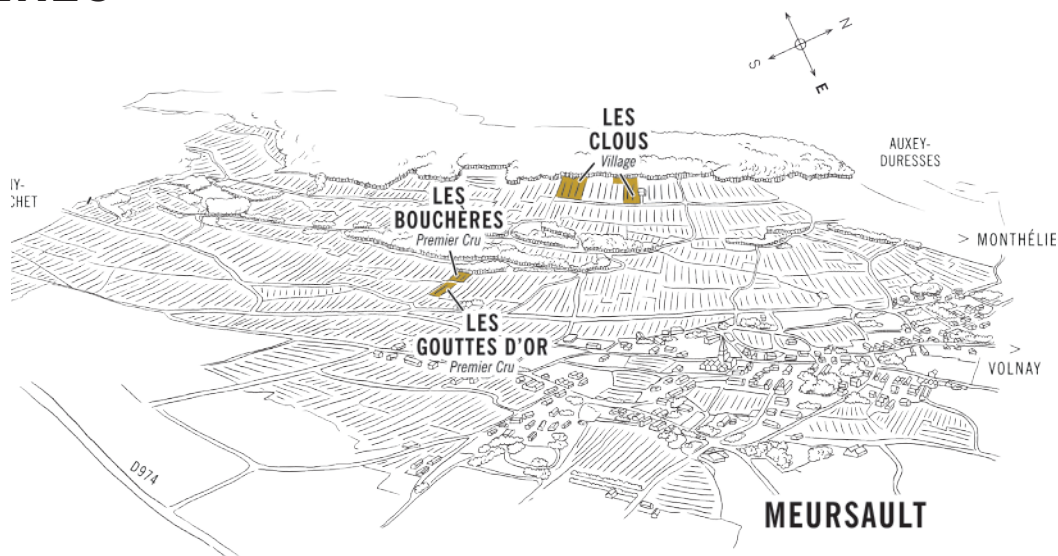 N
S
E
LES
CLOUS
Village
AUXEY-
DURESSES
LES
BOUCHÈRES
Premier Cru
> MONTHÉLIE
LES
GOUTTES D'OR
Premier Cru
>
VOLNAY
D974
MEURSAULT